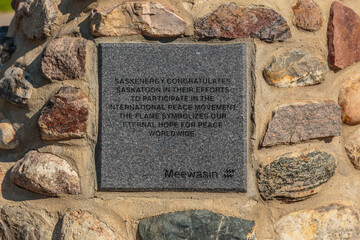 SASKENERGY CONGRATULATES
SASKATOON IN THEIR EFFORTS
TO PARTICIPATE IN THE
INTERNATIONAL PEACE MOVEMENT.
THE FLAME SYMBOLIZES OUR
ETERNAL HOPE FOR PEACE
WORLDWIDE.
Meewasin